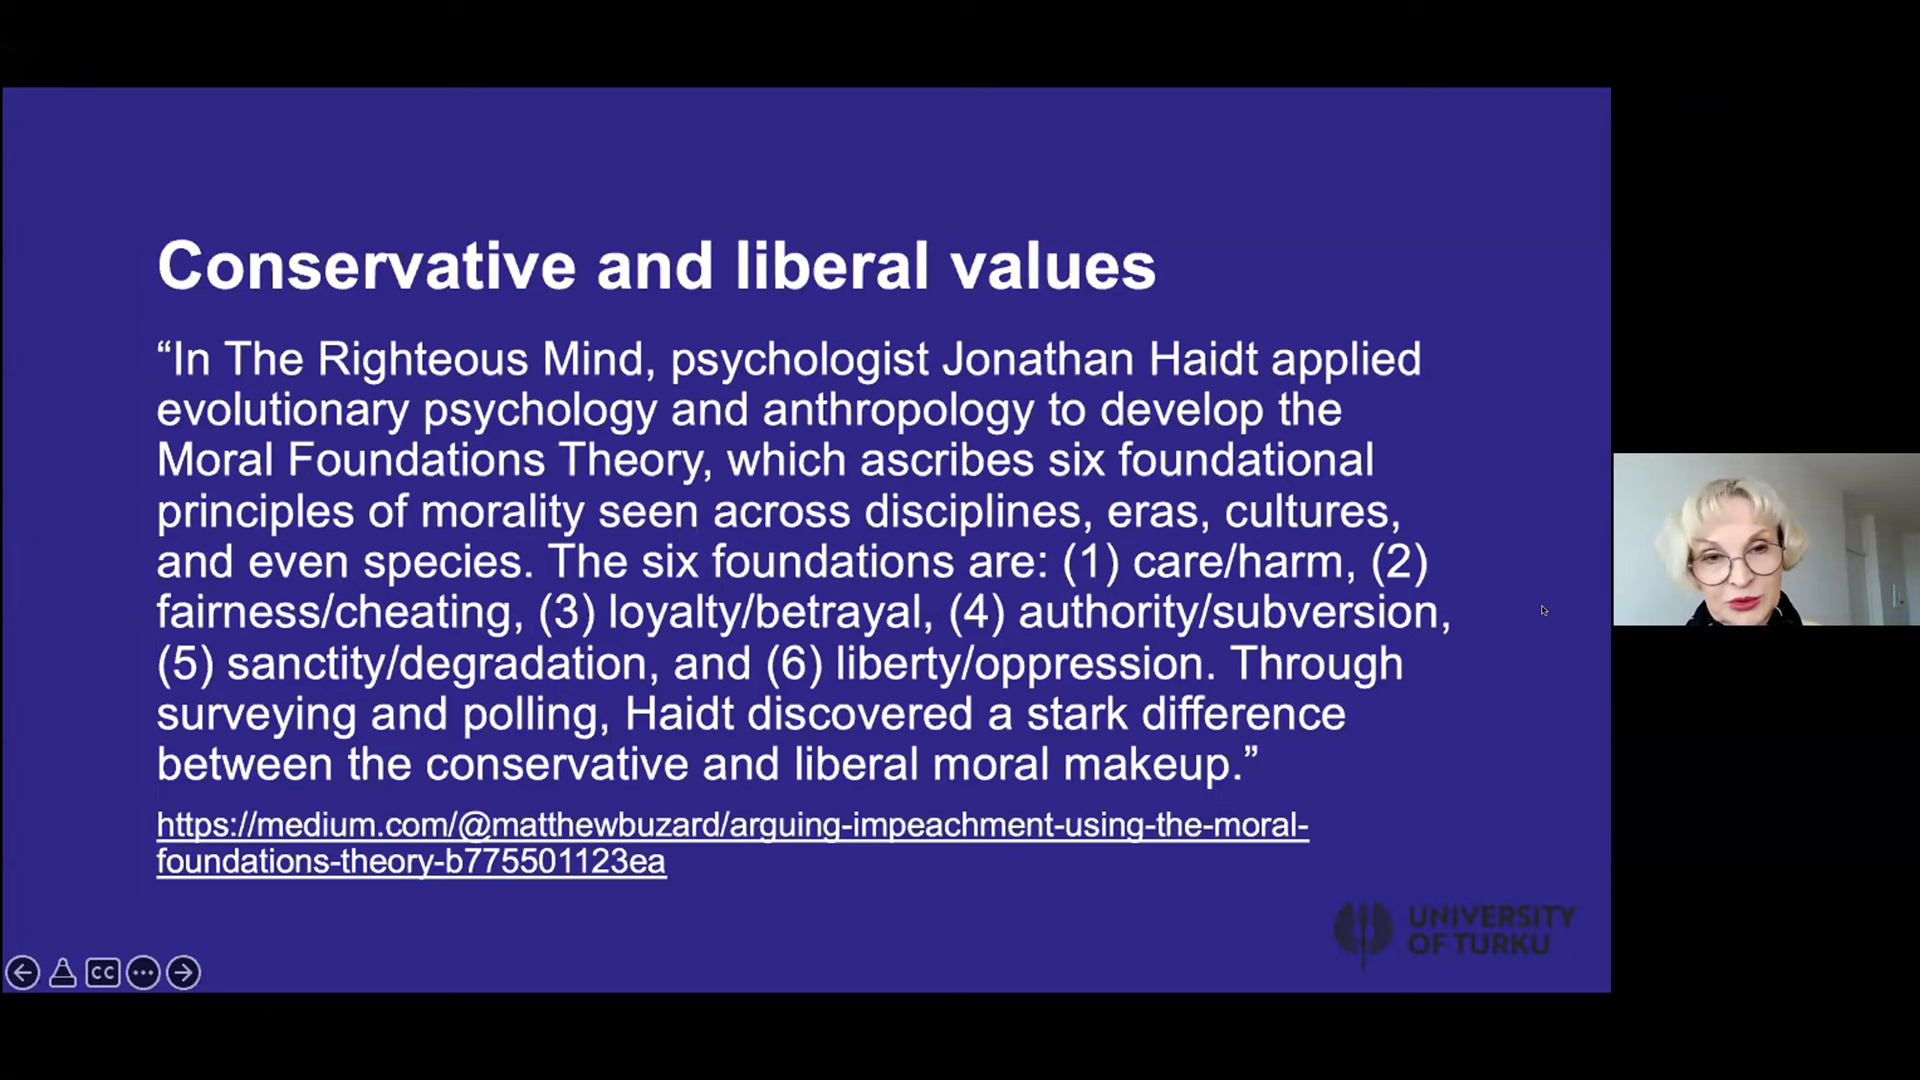 Conservative and liberal values
“In The Righteous Mind, psychologist Jonathan Haidt applied
evolutionary psychology and anthropology to develop the
Moral Foundations Theory, which ascribes six foundational
principles of morality seen across disciplines, eras, cultures,
and even species. The six foundations are: (1) care/harm, (2)
fairness/cheating, (3) loyalty/betrayal, (4) authority/subversion,
(5) sanctity/degradation, and (6) liberty/oppression. Through
surveying and polling, Haidt discovered a stark difference
between the conservative and liberal moral makeup.”
https://medium.com/@matthewbuzard/arguing-impeachment-using-the-moral-
foundations-theory-b775501123ea
UNIVERSITY
OF TURKU
CC